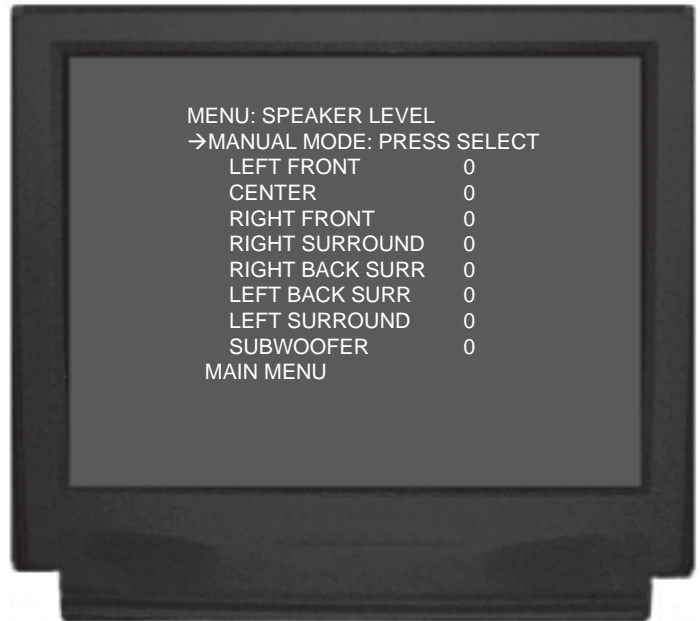 MENU: SPEAKER LEVEL
→MANUAL MODE: PRESS SELECT
LEFT FRONT 0
CENTER 0
RIGHT FRONT 0
RIGHT SURROUND 0
RIGHT BACK SURR 0
LEFT BACK SURR 0
LEFT SURROUND 0
SUBWOOFER 0
MAIN MENU